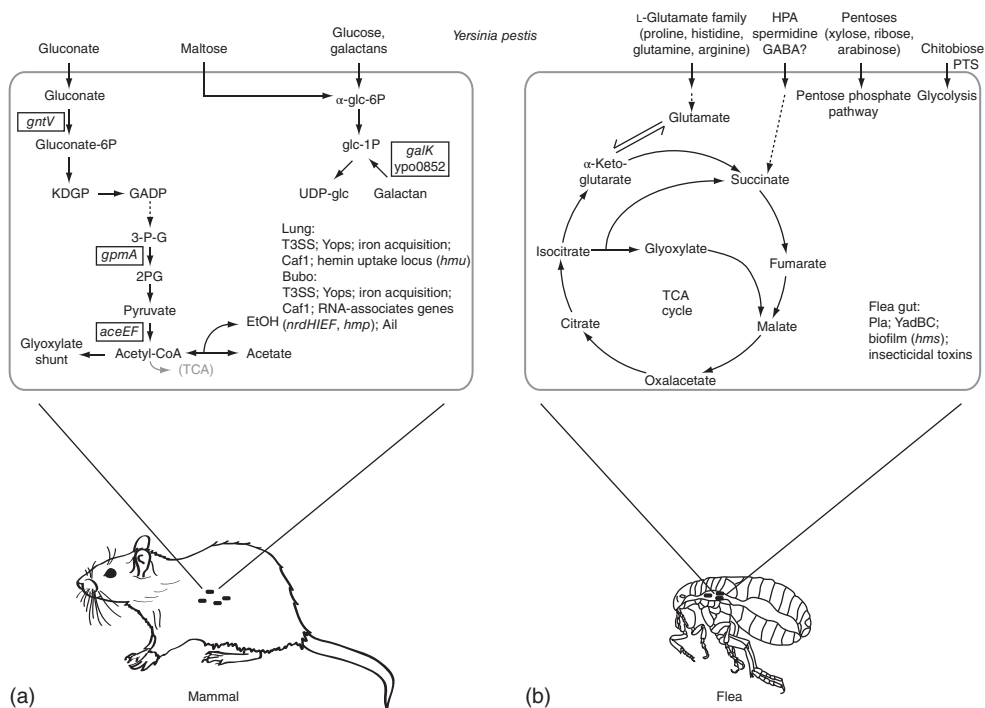 Gluconate
Maltose
Glucose,
galactans
Yersinia pestis
Gluconate
gntV
Gluconate-6P
KDGP
GADP
3-P-G
gpmA
2PG
Pyruvate
aceEF
Glyoxylate
shunt
Acetyl-CoA
(TCA)
EtOH
Acetate
α-glc-6P
glc-1P
galK
ypo0852
UDP-glc
Galactan
Lung:
T3SS; Yops; iron acquisition;
Caf1; hemin uptake locus (hmu)
Bubo:
T3SS; Yops; iron acquisition;
Caf1; RNA-associates genes
(nrdHIEF, hmp); Ail
(a)
Mammal
L-Glutamate family
(proline, histidine,
glutamine, arginine)
HPA
spermidine
GABA?
Pentoses
(xylose, ribose,
arabinose)
Chitobiose
PTS
Glutamate
Pentose phosphate
pathway
Glycolysis
α-Keto-
glutarate
Succinate
Isocitrate
Glyoxylate
Fumarate
TCA
cycle
Citrate
Malate
Oxalacetate
Flea gut:
Pla; YadBC;
biofilm (hms);
insecticidal toxins
(b)
Flea